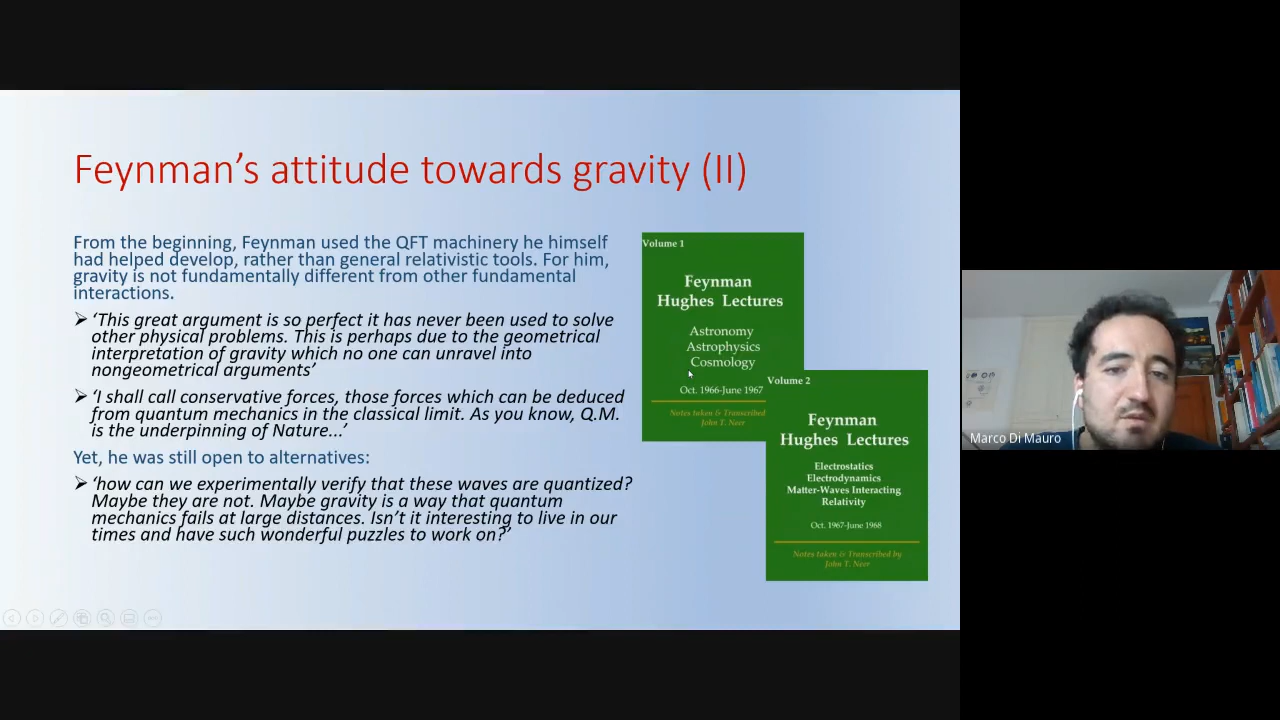 Feynman’s attitude towards gravity (II)
From the beginning, Feynman used the QFT machinery he himself
had helped develop, rather than general relativistic tools. For him,
gravity is not fundamentally different from other fundamental
interactions.
‘This great argument is so perfect it has never been used to solve
other physical problems. This is perhaps due to the geometrical
interpretation of gravity which no one can unravel into
nongeometrical arguments’
‘I shall call conservative forces, those forces which can be deduced
from quantum mechanics in the classical limit. As you know, Q.M.
is the underpinning of Nature...’
Yet, he was still open to alternatives:
‘how can we experimentally verify that these waves are quantized?
Maybe they are not. Maybe gravity is a way that quantum
mechanics fails at large distances. Isn’t it interesting to live in our
times and have such wonderful puzzles to work on?’
Volume 1
Feynman
Hughes Lectures
Astronomy
Astrophysics
Cosmology
Oct. 1966-June 1967
Notes taken & Transcribed
John T. Neer
Volume 2
Feynman
Hughes Lectures
Electrostatics
Electrodynamics
Matter-Waves Interacting
Relativity
Oct. 1967-June 1968
Notes taken & Transcribed by
John T. Neer
Marco Di Mauro